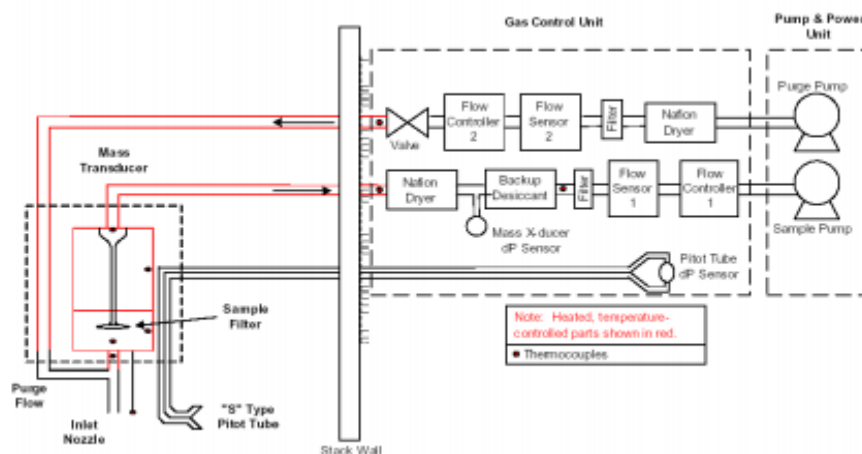 Gas Control Unit
Pump & Power
Unit
Purge Pump
Flow
Controller
2
Flow
Sensor
2
Filter
Nafion
Dryer
Valve
Mass
Transducer
Nafion
Dryer
Backup
Desiccant
Filter
Flow
Sensor
1
Flow
Controller
1
Sample Pump
Mass X-ducer
dP Sensor
Pitot Tube
dP Sensor
Sample
Filter
Note: Heated, temperature-
controlled parts shown in red.
Thermocouples
Purge
Flow
Inlet
Nozzle
"S" Type
Pitot Tube
Stack Wall